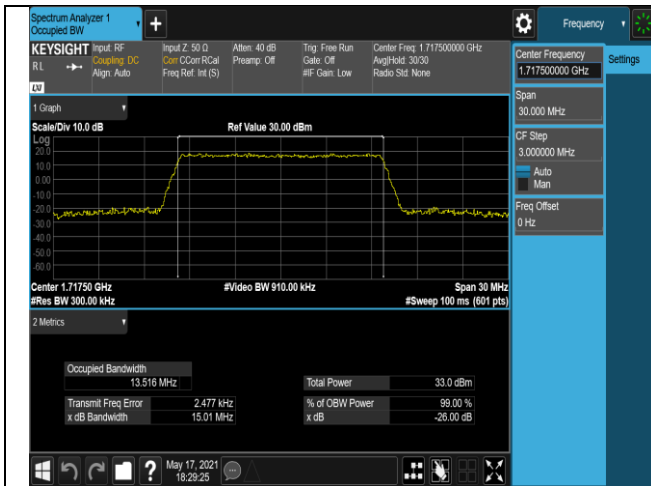 Spectrum Analyzer 1
Occupied BW
+
Frequency
KEYSIGHT
RL
LXI
Input: RF
Coupling: DC
Align: Auto
Input Z: 50 Ω
Corr CCorr RCal
Freq Ref: Int (S)
Atten: 40 dB
Preamp: Off
Trig: Free Run
Gate: Off
#IF Gain: Low
Center Freq: 1.717500000 GHz
Avg|Hold: 30/30
Radio Std: None
Center Frequency
1.717500000 GHz
Settings
Span
30.000 MHz
CF Step
3.000000 MHz
Auto
Man
Freq Offset
0 Hz
1 Graph
Scale/Div 10.0 dB
Ref Value 30.00 dBm
Log
20.0
10.0
0.00
-10.0
-20.0
-30.0
-40.0
-50.0
-60.0
Center 1.71750 GHz
#Video BW 910.00 kHz
Span 30 MHz
#Res BW 300.00 kHz
#Sweep 100 ms (601 pts)
2 Metrics
Occupied Bandwidth
13.516 MHz
Total Power 33.0 dBm
Transmit Freq Error 2.477 kHz
% of OBW Power 99.00 %
x dB Bandwidth 15.01 MHz
x dB -26.00 dB
?
May 17, 2021
18:29:25